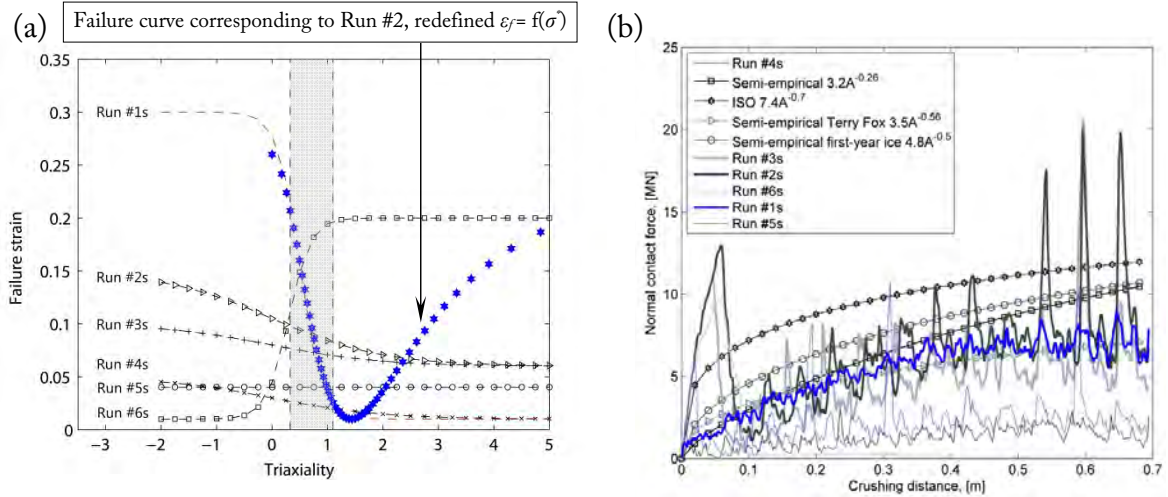 (a)
Failure curve corresponding to Run #2, redefined εf = f(σ*)
Failure strain
0.35
0.3
0.25
0.2
0.15
0.1
0.05
0
Run #1s
Run #2s
Run #3s
Run #4s
Run #5s
Run #6s
−3 −2 −1 0 1 2 3 4 5
Triaxiality
(b)
Normal contact force, [MN]
25
20
15
10
5
0
Run #4s
Semi-empirical 3.2A^-0.26
ISO 7.4A^-0.7
Semi-empirical Terry Fox 3.5A^-0.56
Semi-empirical first-year ice 4.8A^-0.5
Run #3s
Run #2s
Run #6s
Run #1s
Run #5s
0 0.1 0.2 0.3 0.4 0.5 0.6 0.7
Crushing distance, [m]